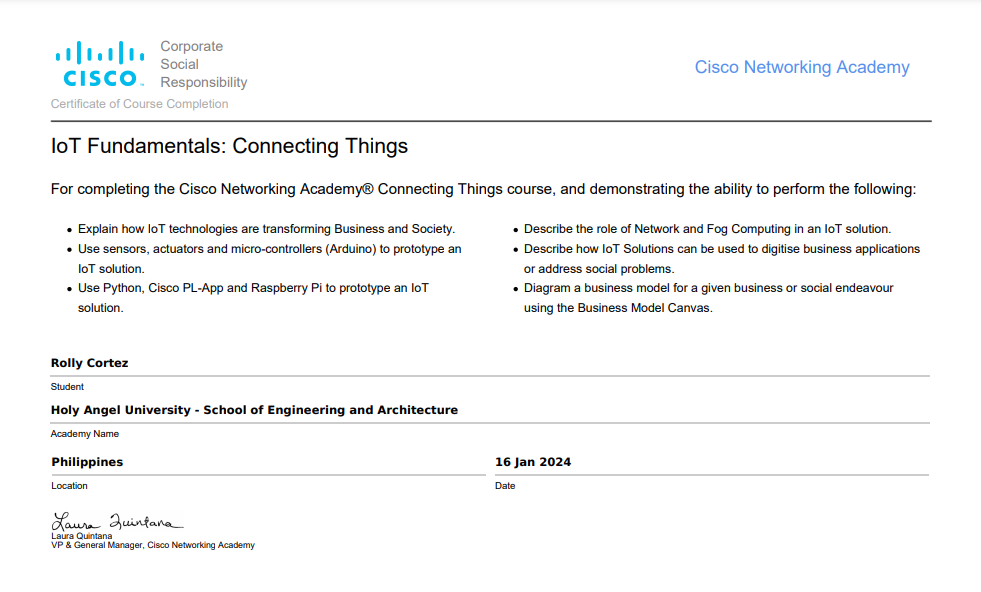 Corporate
Social
Responsibility
CISCO™
Cisco Networking Academy
Certificate of Course Completion
IoT Fundamentals: Connecting Things
For completing the Cisco Networking Academy® Connecting Things course, and demonstrating the ability to perform the following:
• Explain how IoT technologies are transforming Business and Society.
• Use sensors, actuators and micro-controllers (Arduino) to prototype an
IoT solution.
• Use Python, Cisco PL-App and Raspberry Pi to prototype an IoT
solution.
• Describe the role of Network and Fog Computing in an IoT solution.
• Describe how IoT Solutions can be used to digitise business applications
or address social problems.
• Diagram a business model for a given business or social endeavour
using the Business Model Canvas.
Rolly Cortez
Student
Holy Angel University - School of Engineering and Architecture
Academy Name
Philippines
Location
16 Jan 2024
Date
Laura Quintana
Laura Quintana
VP & General Manager, Cisco Networking Academy